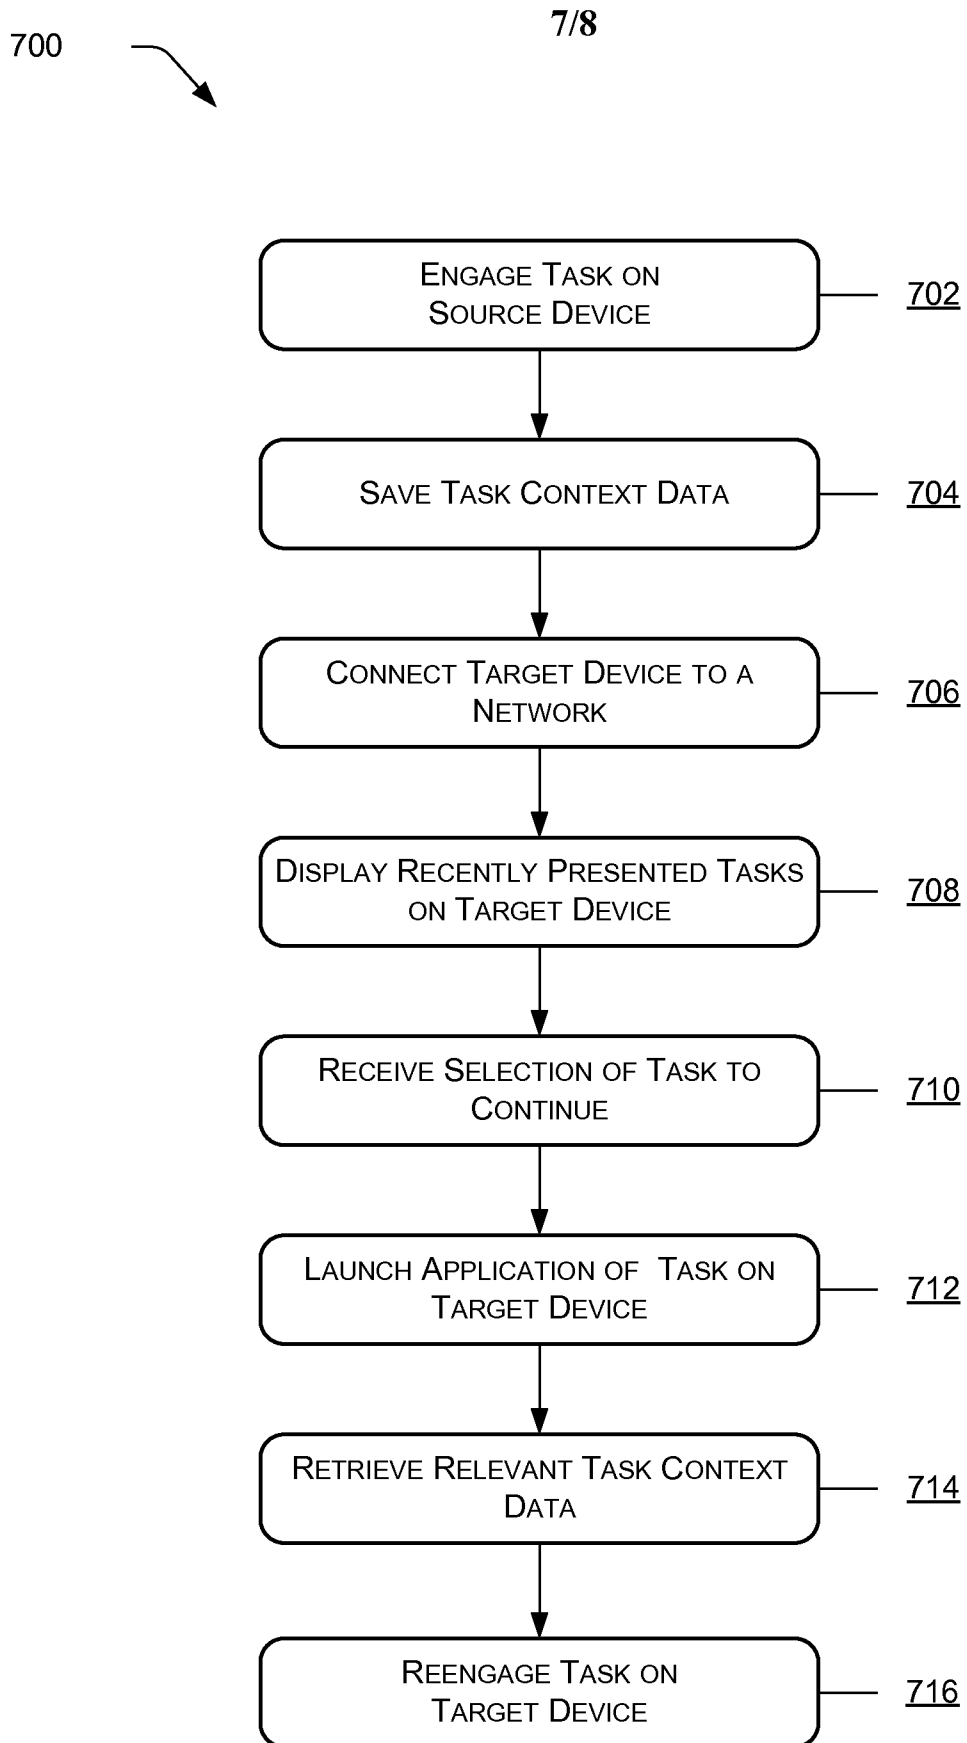 7/8
700
ENGAGE TASK ON
SOURCE DEVICE
702
SAVE TASK CONTEXT DATA
704
CONNECT TARGET DEVICE TO A
NETWORK
706
DISPLAY RECENTLY PRESENTED TASKS
ON TARGET DEVICE
708
RECEIVE SELECTION OF TASK TO
CONTINUE
710
LAUNCH APPLICATION OF TASK ON
TARGET DEVICE
712
RETRIEVE RELEVANT TASK CONTEXT
DATA
714
REENGAGE TASK ON
TARGET DEVICE
716